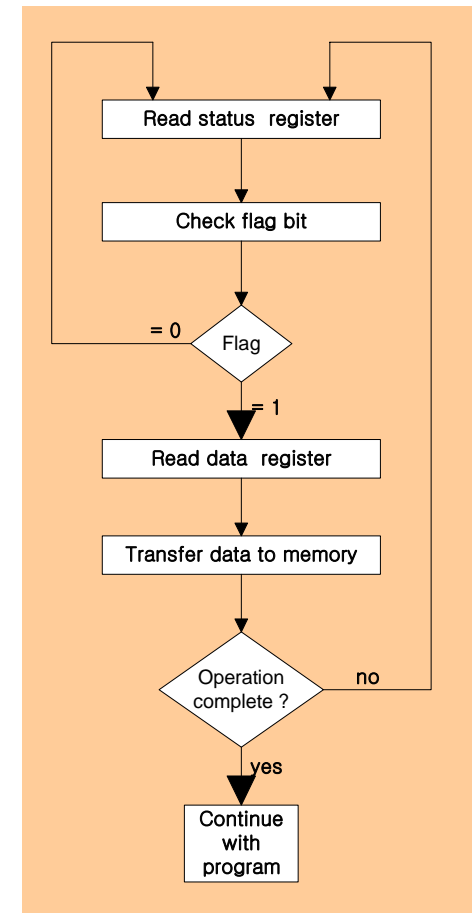 Read status register
Check flag bit
= 0
Flag
= 1
Read data register
Transfer data to memory
Operation
complete ?
no
yes
Continue
with
program